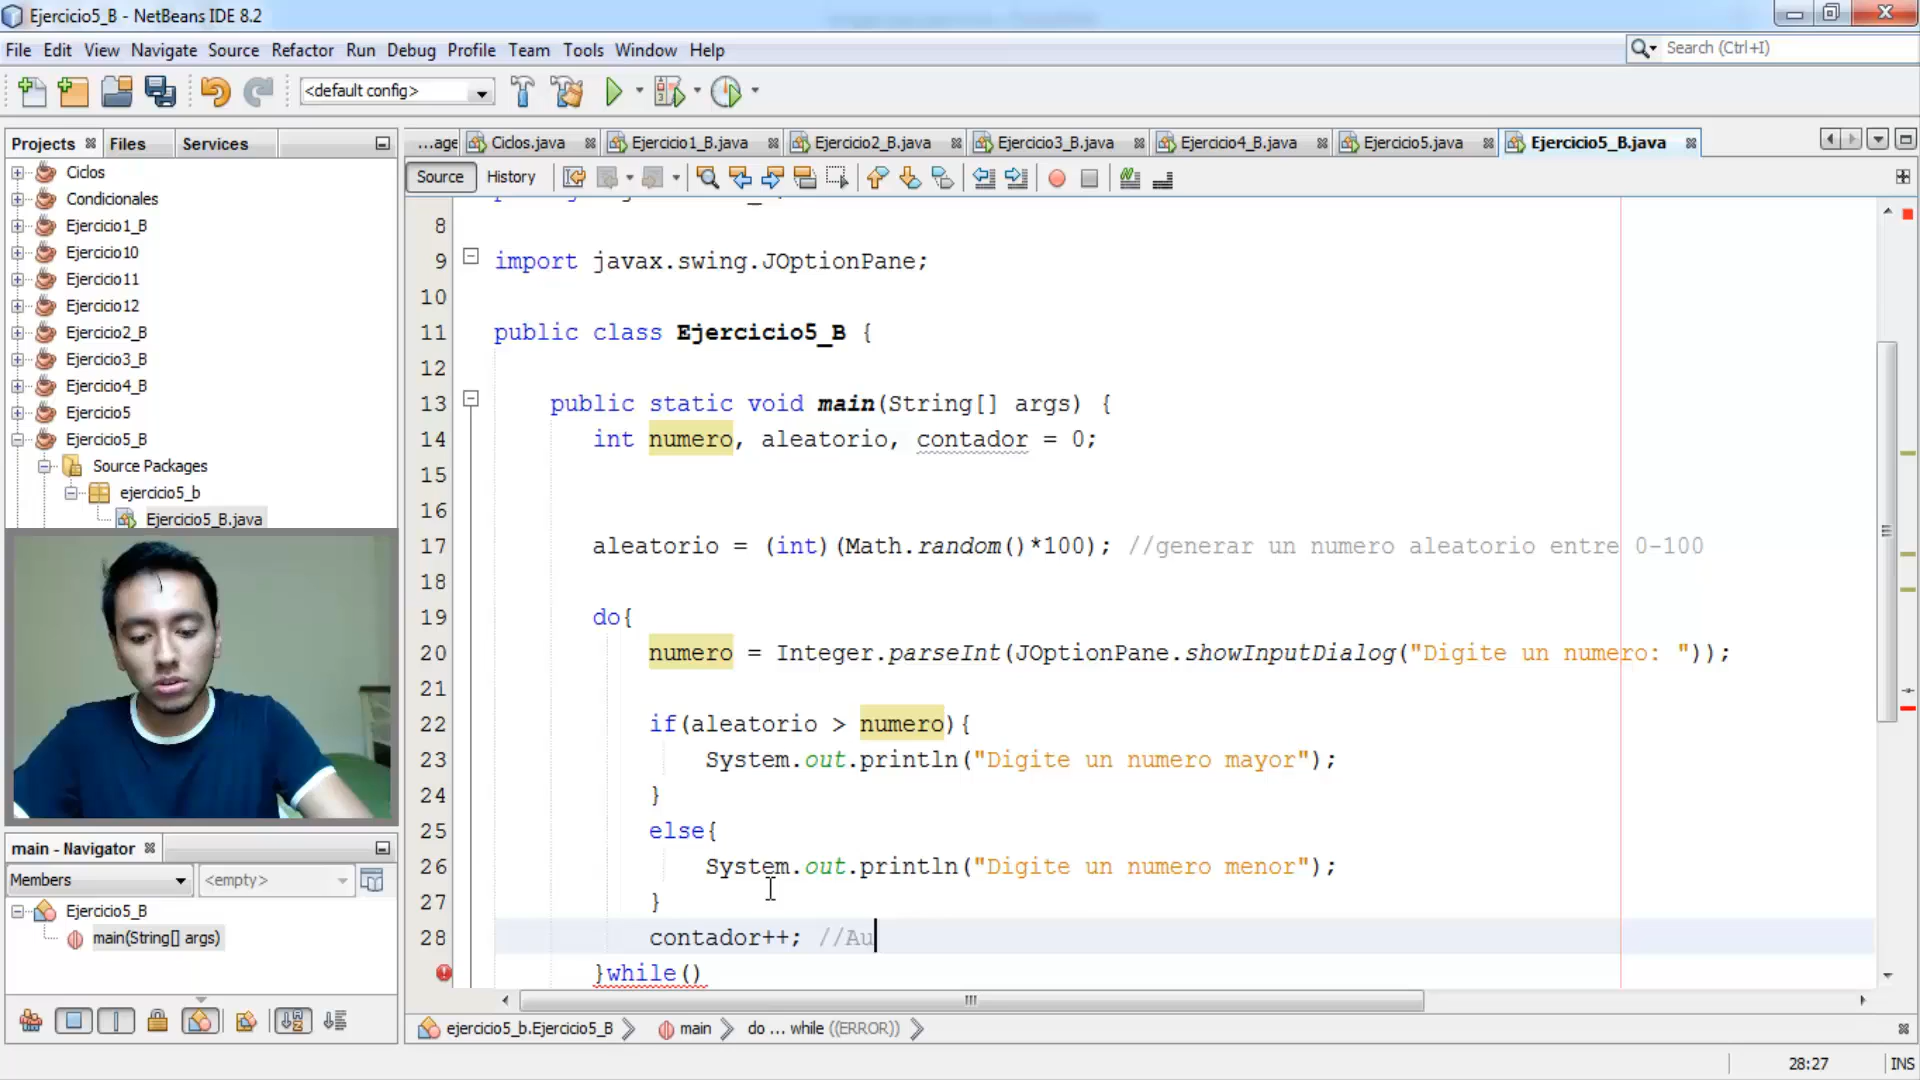 Ejercicio5_B - NetBeans IDE 8.2
File Edit View Navigate Source Refactor Run Debug Profile Team Tools Window Help
Search (Ctrl+I)
<default config>
Projects Files Services
...age Ciclos.java Ejercicio1_B.java Ejercicio2_B.java Ejercicio3_B.java Ejercicio4_B.java Ejercicio5.java Ejercicio5_B.java
Source History
Ciclos
Condicionales
Ejercicio1_B
Ejercicio10
Ejercicio11
Ejercicio12
Ejercicio2_B
Ejercicio3_B
Ejercicio4_B
Ejercicio5
Ejercicio5_B
Source Packages
ejercicio5_b
Ejercicio5_B.java
8
9 import javax.swing.JOptionPane;
10
11 public class Ejercicio5_B {
12
13 public static void main(String[] args) {
14 int numero, aleatorio, contador = 0;
15
16
17 aleatorio = (int)(Math.random()*100); //generar un numero aleatorio entre 0-100
18
19 do{
20 numero = Integer.parseInt(JOptionPane.showInputDialog("Digite un numero: "));
21
22 if(aleatorio > numero){
23 System.out.println("Digite un numero mayor");
24 }
25 else{
26 System.out.println("Digite un numero menor");
27 }
28 contador++; //Au
}while()
main - Navigator
Members <empty>
Ejercicio5_B
main(String[] args)
ejercicio5_b.Ejercicio5_B main do ... while ((ERROR))
28:27 INS